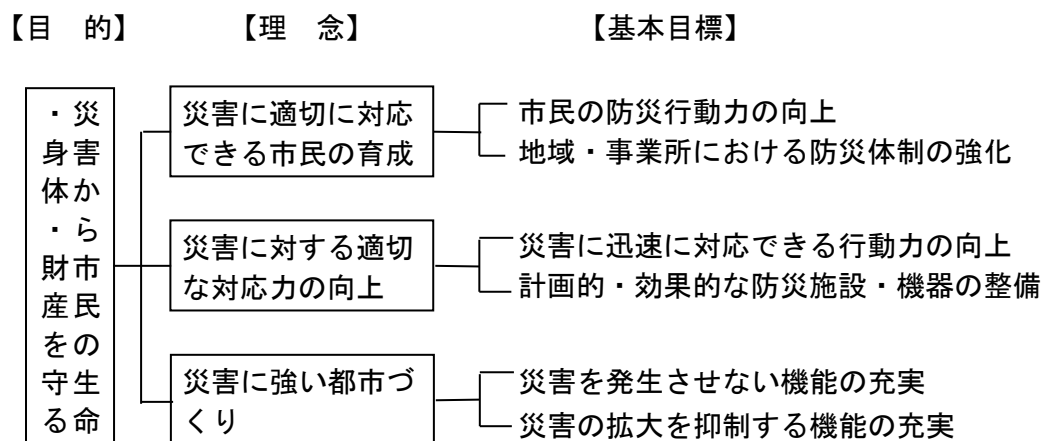 【目　的】　【理　念】　【基本目標】
災害から市民の生命
・身体・財産を守る
災害に適切に対応
できる市民の育成
市民の防災行動力の向上
地域・事業所における防災体制の強化
災害に対する適切
な対応力の向上
災害に迅速に対応できる行動力の向上
計画的・効果的な防災施設・機器の整備
災害に強い都市づ
くり
災害を発生させない機能の充実
災害の拡大を抑制する機能の充実